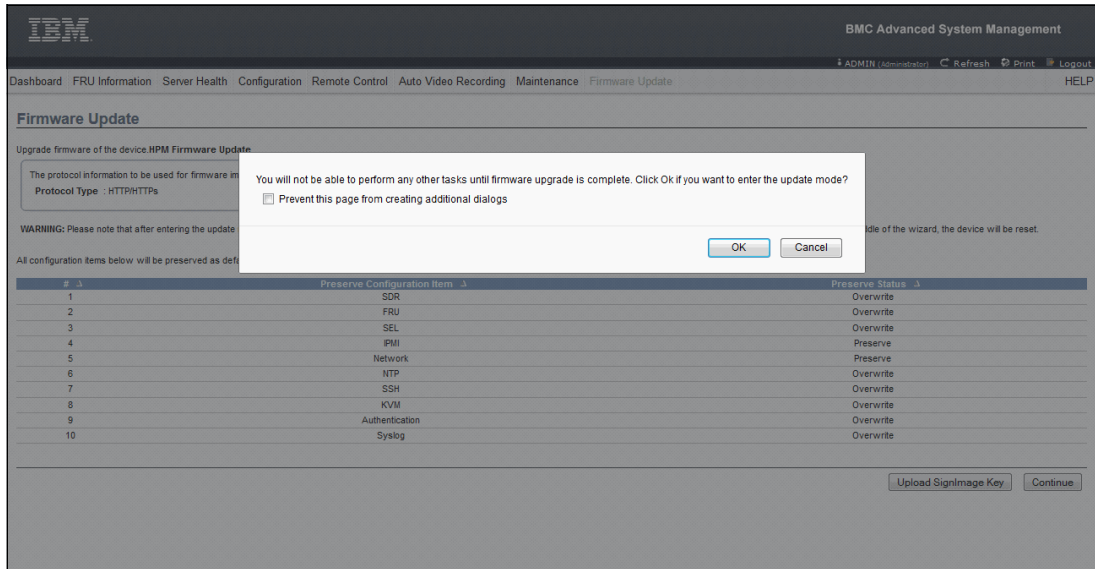 IBM
BMC Advanced System Management
ADMIN (Administrator) Refresh Print Logout
Dashboard FRU Information Server Health Configuration Remote Control Auto Video Recording Maintenance Firmware Update HELP
Firmware Update
Upgrade firmware of the device.HPM Firmware Update
The protocol information to be used for firmware im
Protocol Type : HTTP/HTTPs
You will not be able to perform any other tasks until firmware upgrade is complete. Click Ok if you want to enter the update mode?
Prevent this page from creating additional dialogs
OK Cancel
WARNING: Please note that after entering the update ddle of the wizard, the device will be reset.
All configuration items below will be preserved as defa
# Preserve Configuration Item Preserve Status
1 SDR Overwrite
2 FRU Overwrite
3 SEL Overwrite
4 IPMI Preserve
5 Network Preserve
6 NTP Overwrite
7 SSH Overwrite
8 KVM Overwrite
9 Authentication Overwrite
10 Syslog Overwrite
Upload SignImage Key Continue